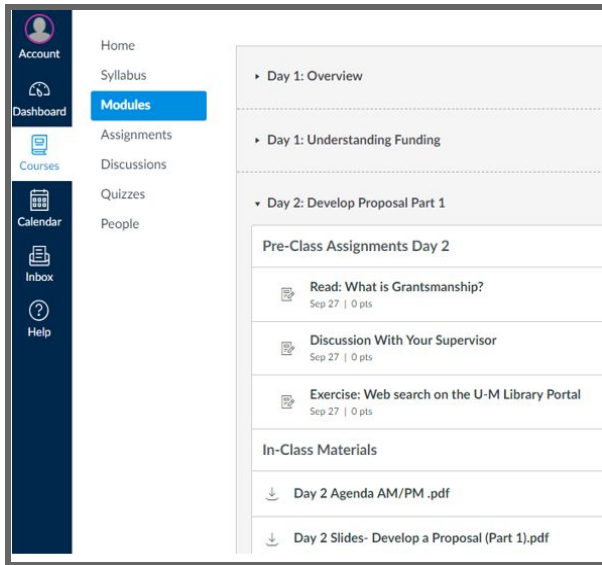 Account
Dashboard
Courses
Calendar
Inbox
Help
Home
Syllabus
Modules
Assignments
Discussions
Quizzes
People
Day 1: Overview
Day 1: Understanding Funding
Day 2: Develop Proposal Part 1
Pre-Class Assignments Day 2
Read: What is Grantsmanship?
Sep 27 | 0 pts
Discussion With Your Supervisor
Sep 27 | 0 pts
Exercise: Web search on the U-M Library Portal
Sep 27 | 0 pts
In-Class Materials
Day 2 Agenda AM/PM .pdf
Day 2 Slides- Develop a Proposal (Part 1).pdf